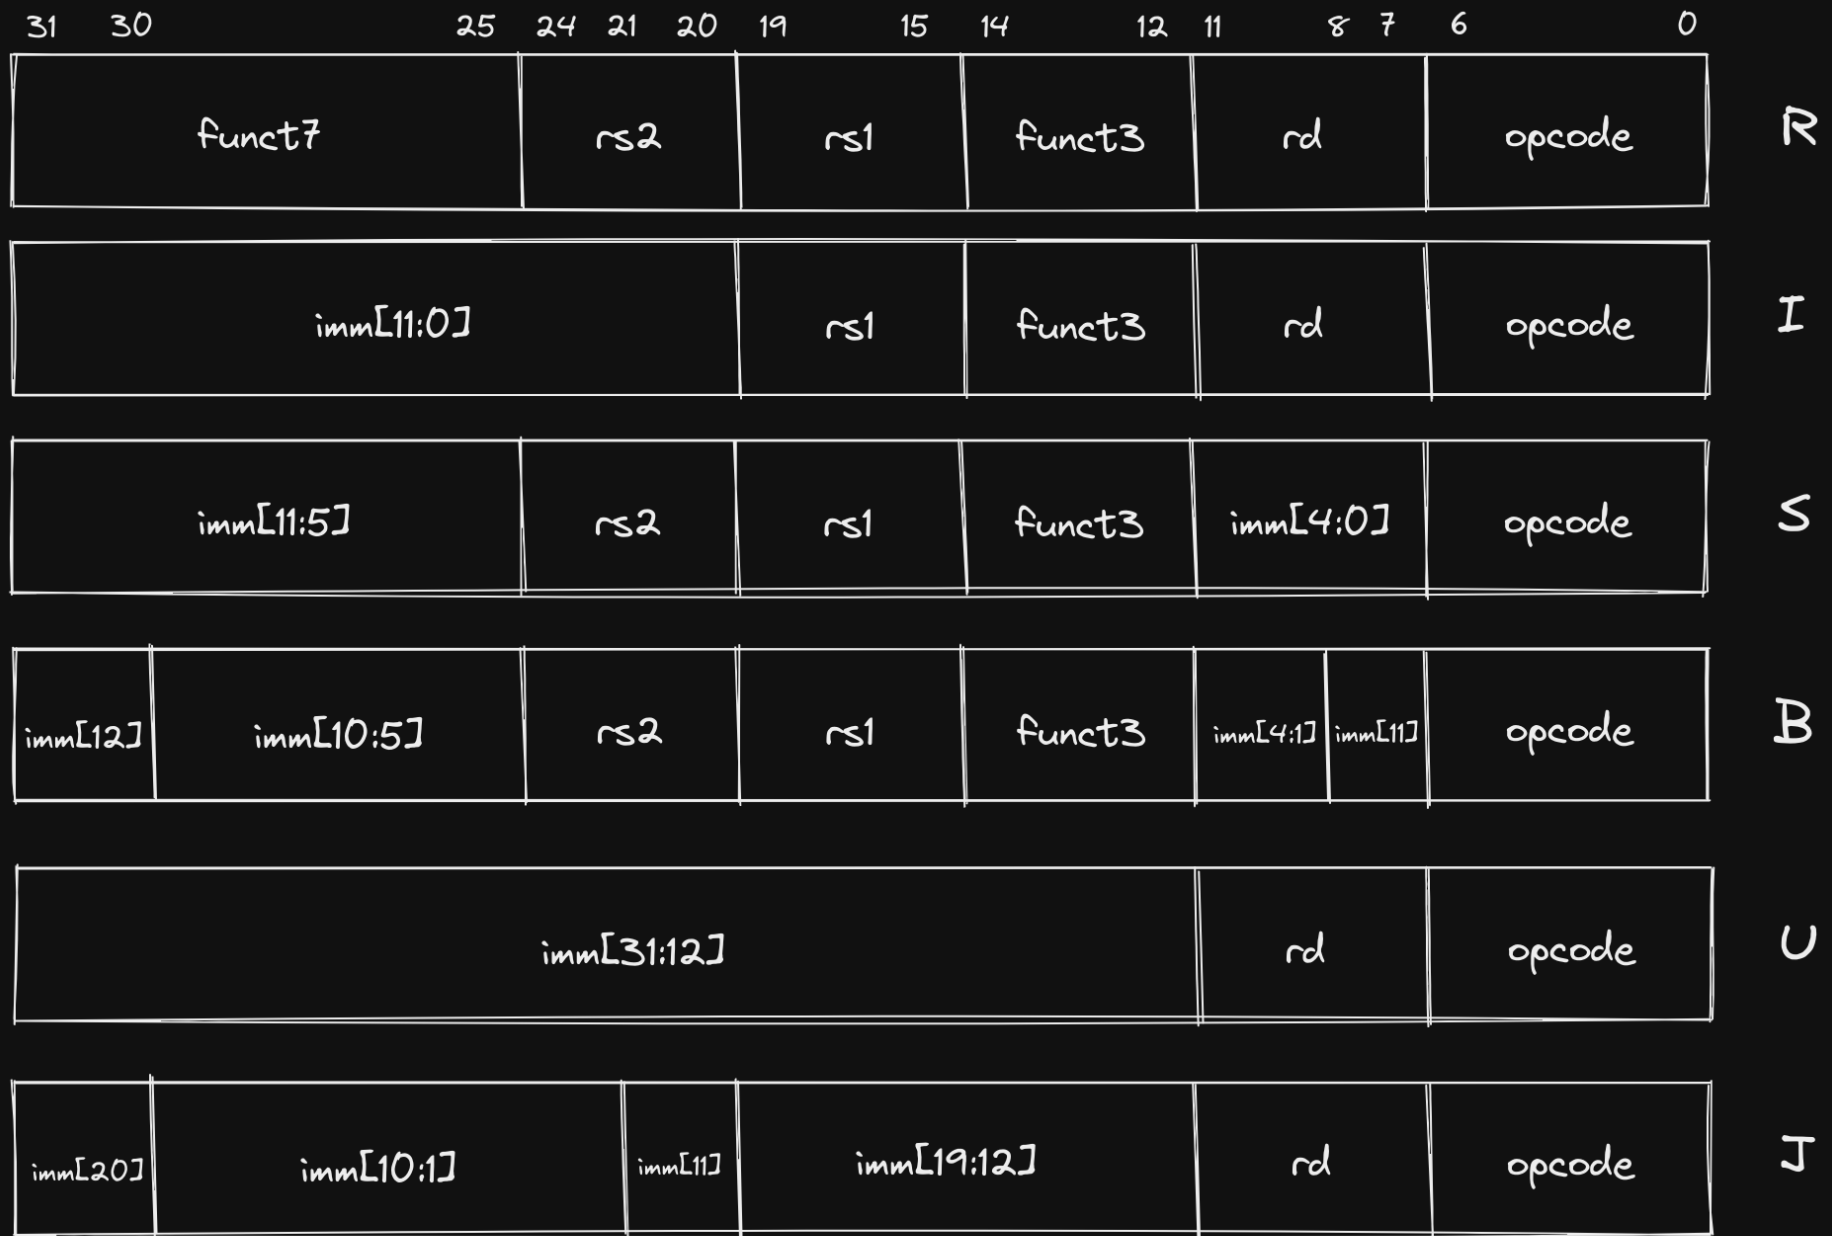 31 30 25 24 21 20 19 15 14 12 11 8 7 6 0
funct7 rs2 rs1 funct3 rd opcode R
imm[11:0] rs1 funct3 rd opcode I
imm[11:5] rs2 rs1 funct3 imm[4:0] opcode S
imm[12] imm[10:5] rs2 rs1 funct3 imm[4:1] imm[11] opcode B
imm[31:12] rd opcode U
imm[20] imm[10:1] imm[11] imm[19:12] rd opcode J